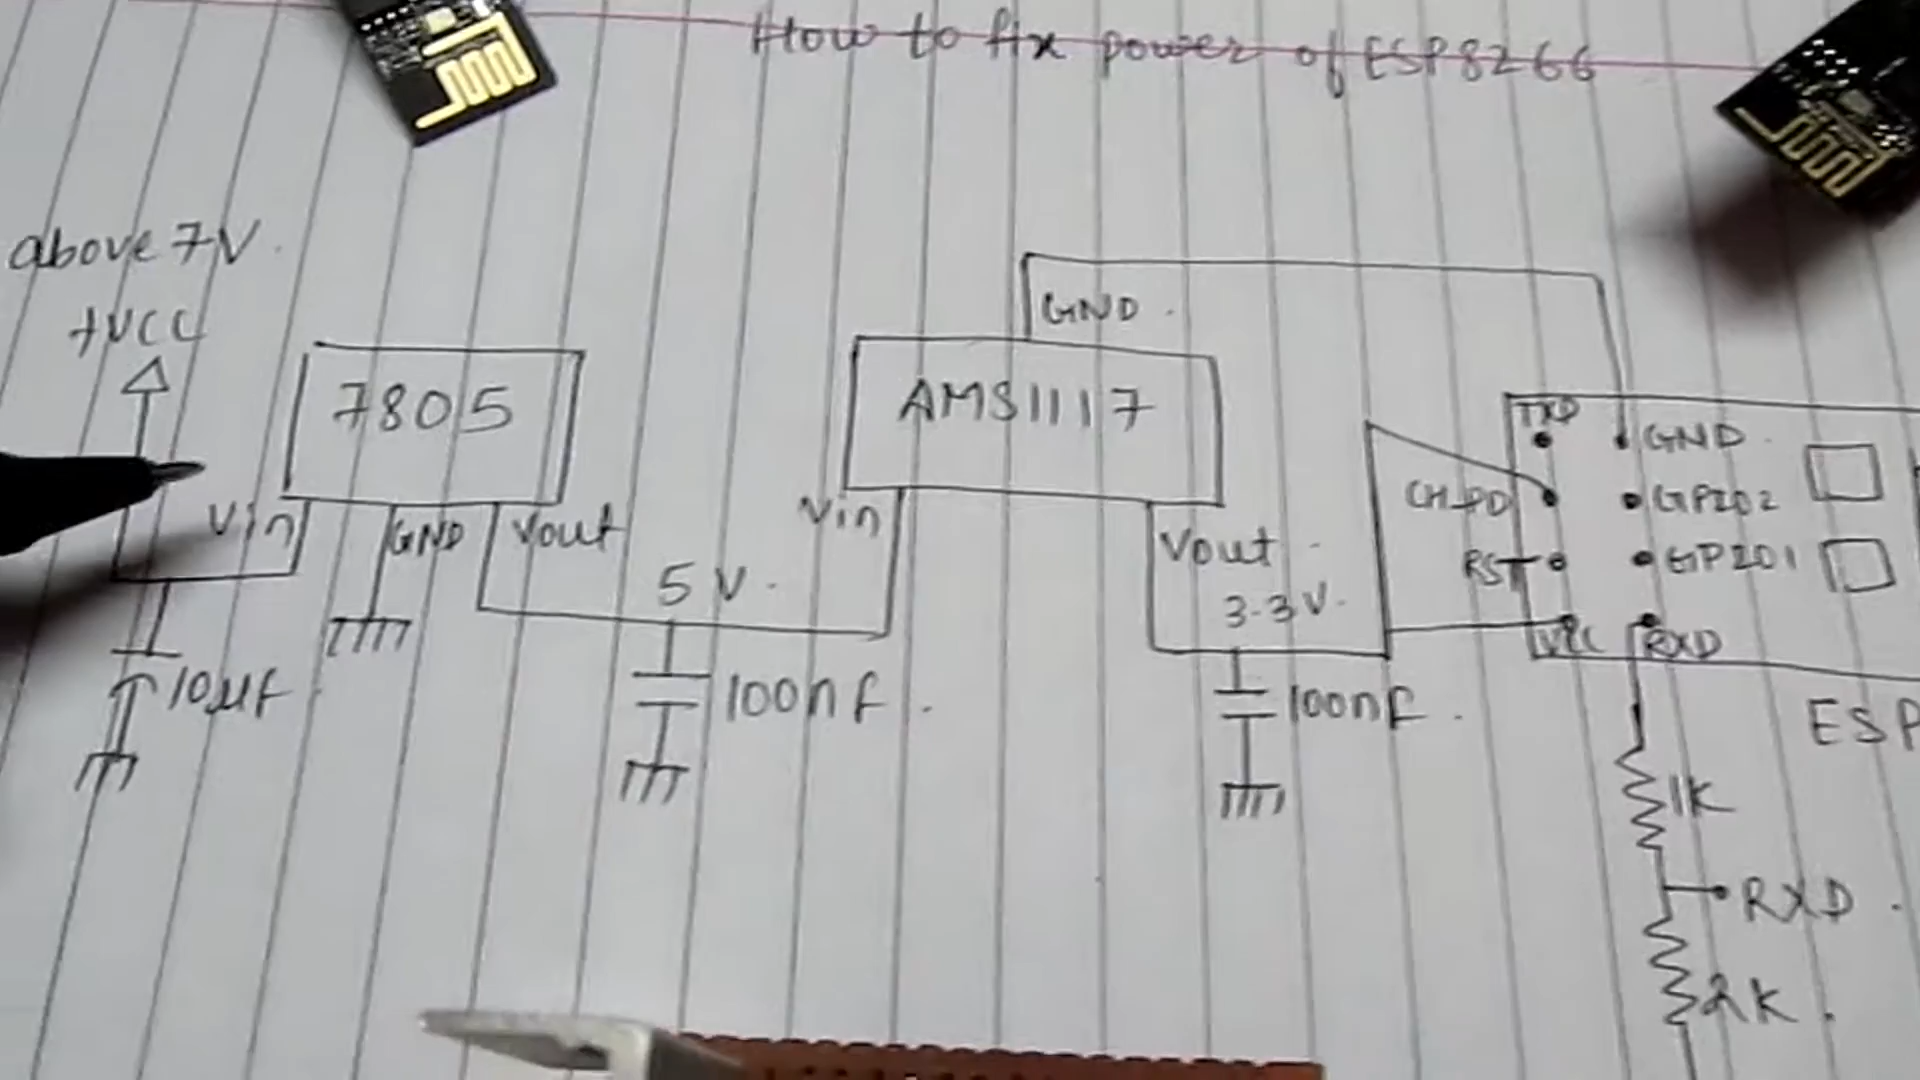 How to fix power of ESP8266
above 7V
+VCC
7805
Vin
GND
Vout
10µf
5V
100nf
GND
AMS1117
Vin
Vout
3.3V
100nf
TXD
GND
CH-PD
GPIO2
RST
GPIO1
VCC
RXD
ESP
1K
RXD
2K